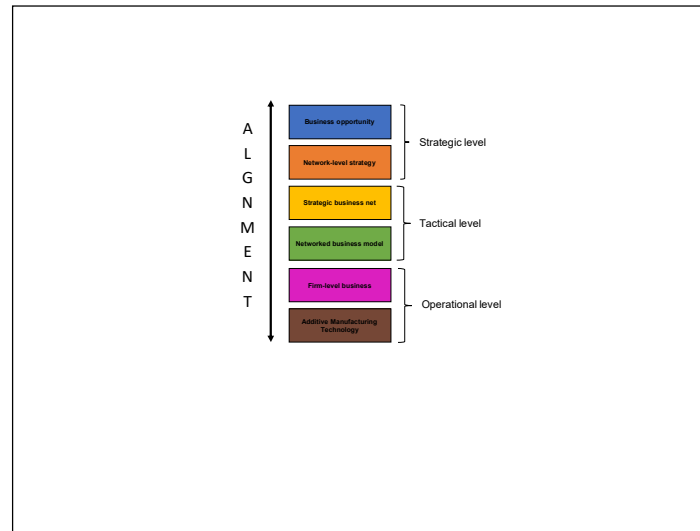 A
L
G
N
M
E
N
T
Business opportunity
Network-level strategy
Strategic business net
Networked business model
Firm-level business
Additive Manufacturing
Technology
Strategic level
Tactical level
Operational level